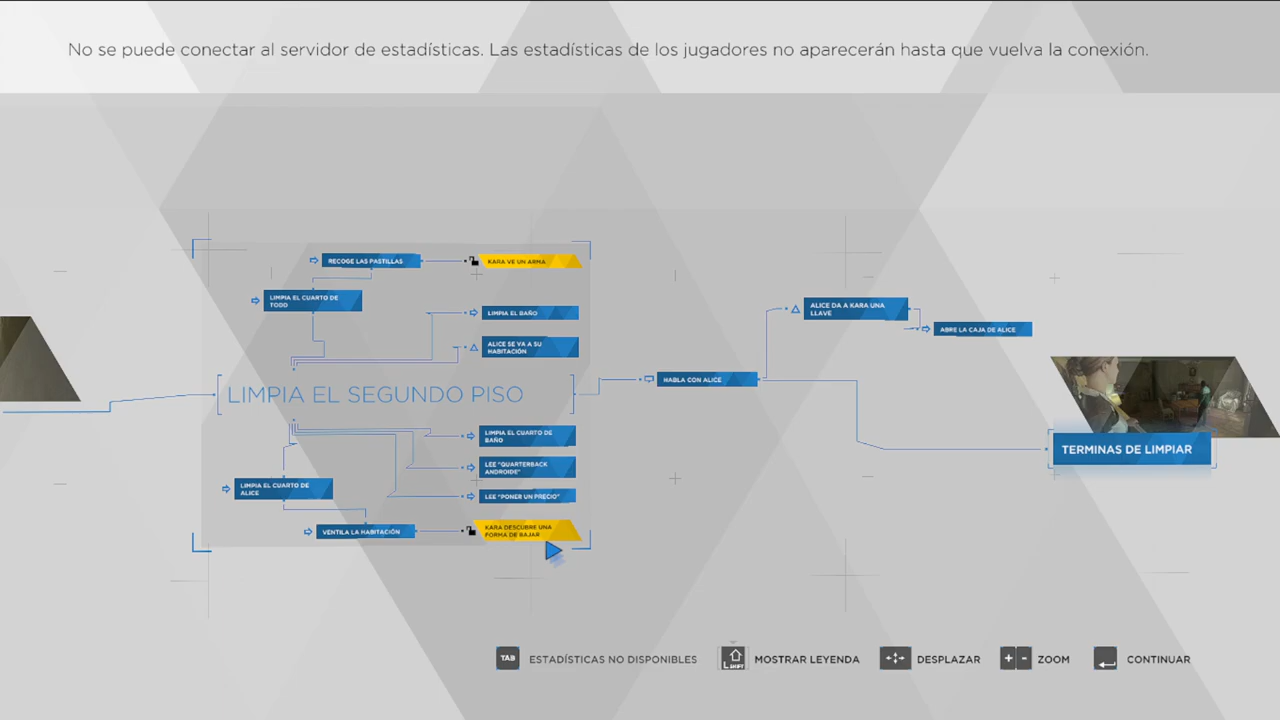 No se puede conectar al servidor de estadísticas. Las estadísticas de los jugadores no aparecerán hasta que vuelva la conexión.
RECOGE LAS PASTILLAS
KARA VE UN ARMA
LIMPIA EL CUARTO DE
TODO
LIMPIA EL BAÑO
ALICE SE VA A SU
HABITACIÓN
LIMPIA EL SEGUNDO PISO
LIMPIA EL CUARTO DE
BAÑO
LEE "QUARTERBACK
ANDROIDE"
LEE "PONER UN PRECIO"
LIMPIA EL CUARTO DE
ALICE
VENTILA LA HABITACIÓN
KARA DESCUBRE UNA
FORMA DE BAJAR
HABLA CON ALICE
ALICE DA A KARA UNA
LLAVE
ABRE LA CAJA DE ALICE
TERMINAS DE LIMPIAR
TAB ESTADÍSTICAS NO DISPONIBLES
L SHIFT MOSTRAR LEYENDA
DESPLAZAR
+ - ZOOM
CONTINUAR